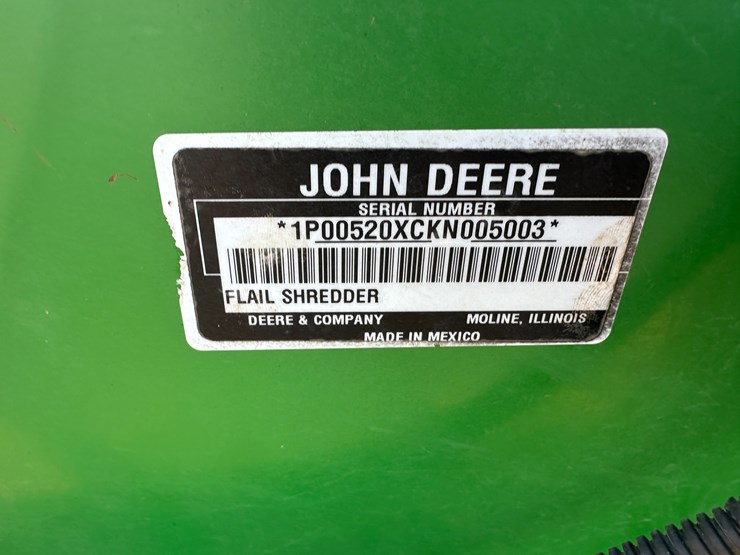 JOHN DEERE
SERIAL NUMBER
*1P00520XCKN005003*
FLAIL SHREDDER
DEERE & COMPANY MOLINE, ILLINOIS
MADE IN MEXICO